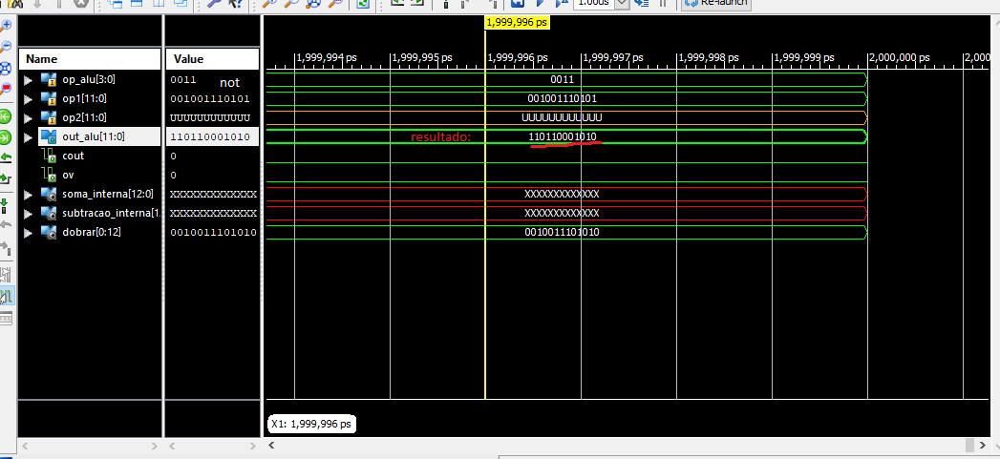 1.00us Re-launch
1,999,996 ps
Name Value
1,999,994 ps 1,999,995 ps 1,999,996 ps 1,999,997 ps 1,999,998 ps 1,999,999 ps 2,000,000 ps 2,000
op_alu[3:0] 0011 not 0011
op1[11:0] 001001110101 001001110101
op2[11:0] UUUUUUUUUUUU UUUUUUUUUUUU
out_alu[11:0] 110110001010 resultado: 110110001010
cout 0
ov 0
soma_interna[12:0] XXXXXXXXXXXXX XXXXXXXXXXXXX
subtracao_interna[1 XXXXXXXXXXXXX XXXXXXXXXXXXX
dobrar[0:12] 0010011101010 0010011101010
X1: 1,999,996 ps